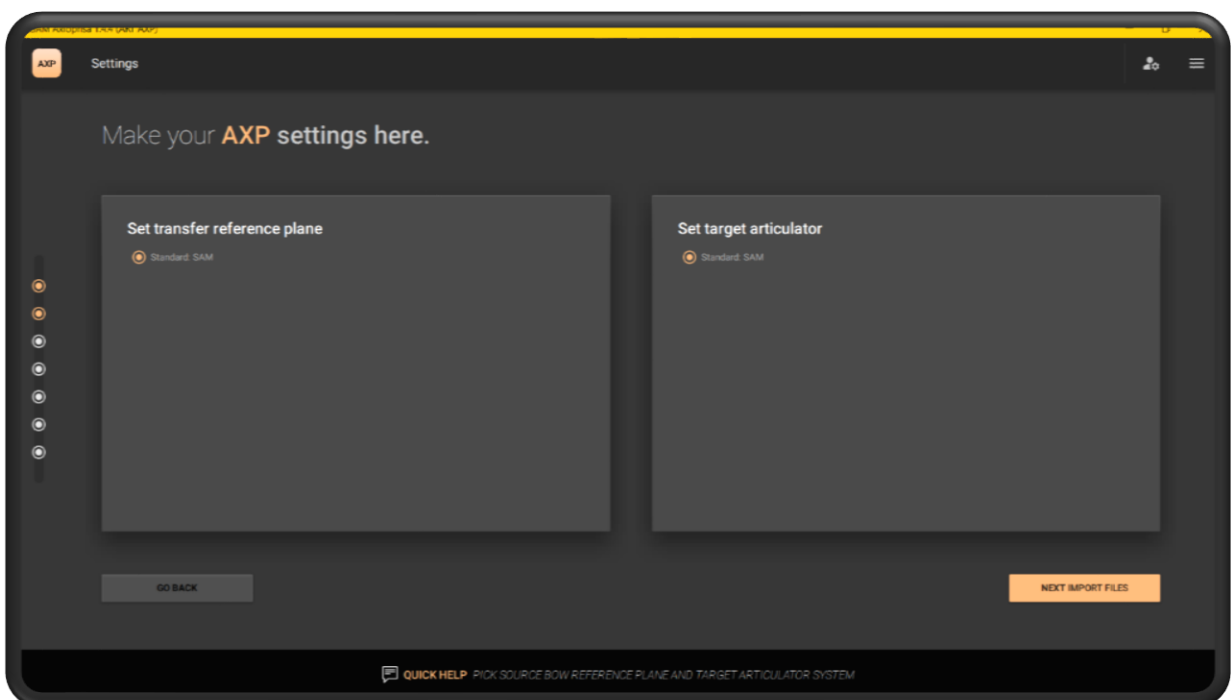 AXP
Settings
Make your AXP settings here.
Set transfer reference plane
Standard: SAM
Set target articulator
Standard: SAM
GO BACK
NEXT IMPORT FILES
QUICK HELP PICK SOURCE BOW REFERENCE PLANE AND TARGET ARTICULATOR SYSTEM